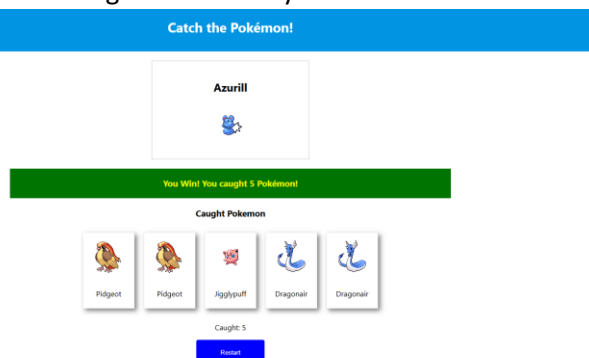 Catch the Pokémon!
Azurill
You Win! You caught 5 Pokémon!
Caught Pokemon
Pidgeot Pidgeot Jigglypuff Dragonair Dragonair
Caught: 5
Restart